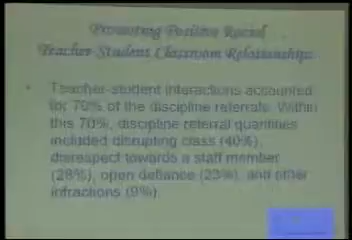 Promoting Positive Racial
Teacher-Student Classroom Relationships
• Teacher-student interactions accounted
for 70% of the discipline referrals. Within
this 70%, discipline referral quantities
included disrupting class (40%),
disrespect towards a staff member
(28%), open defiance (23%), and other
infractions (9%).